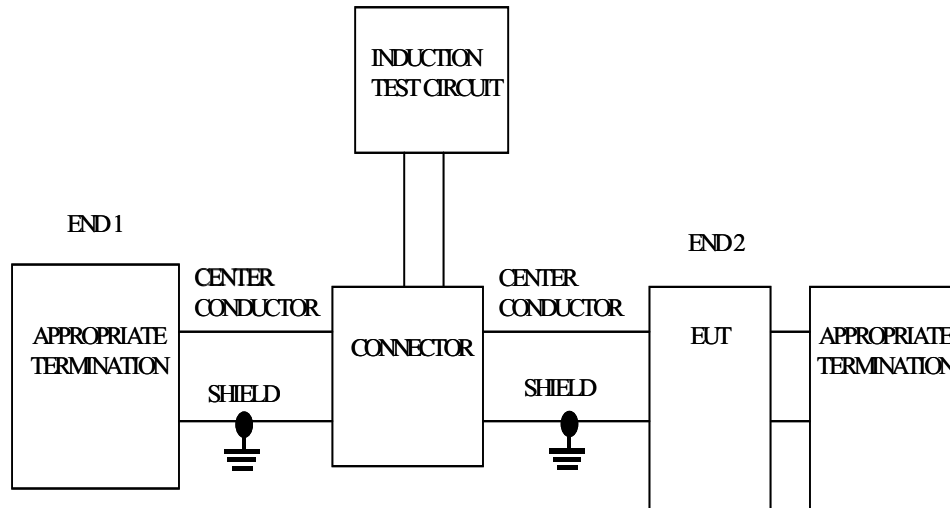 INDUCTION
TEST CIRCUIT
END 1
END 2
CENTER
CONDUCTOR
CENTER
CONDUCTOR
APPROPRIATE
TERMINATION
CONNECTOR
EUT
APPROPRIATE
TERMINATION
SHIELD
SHIELD